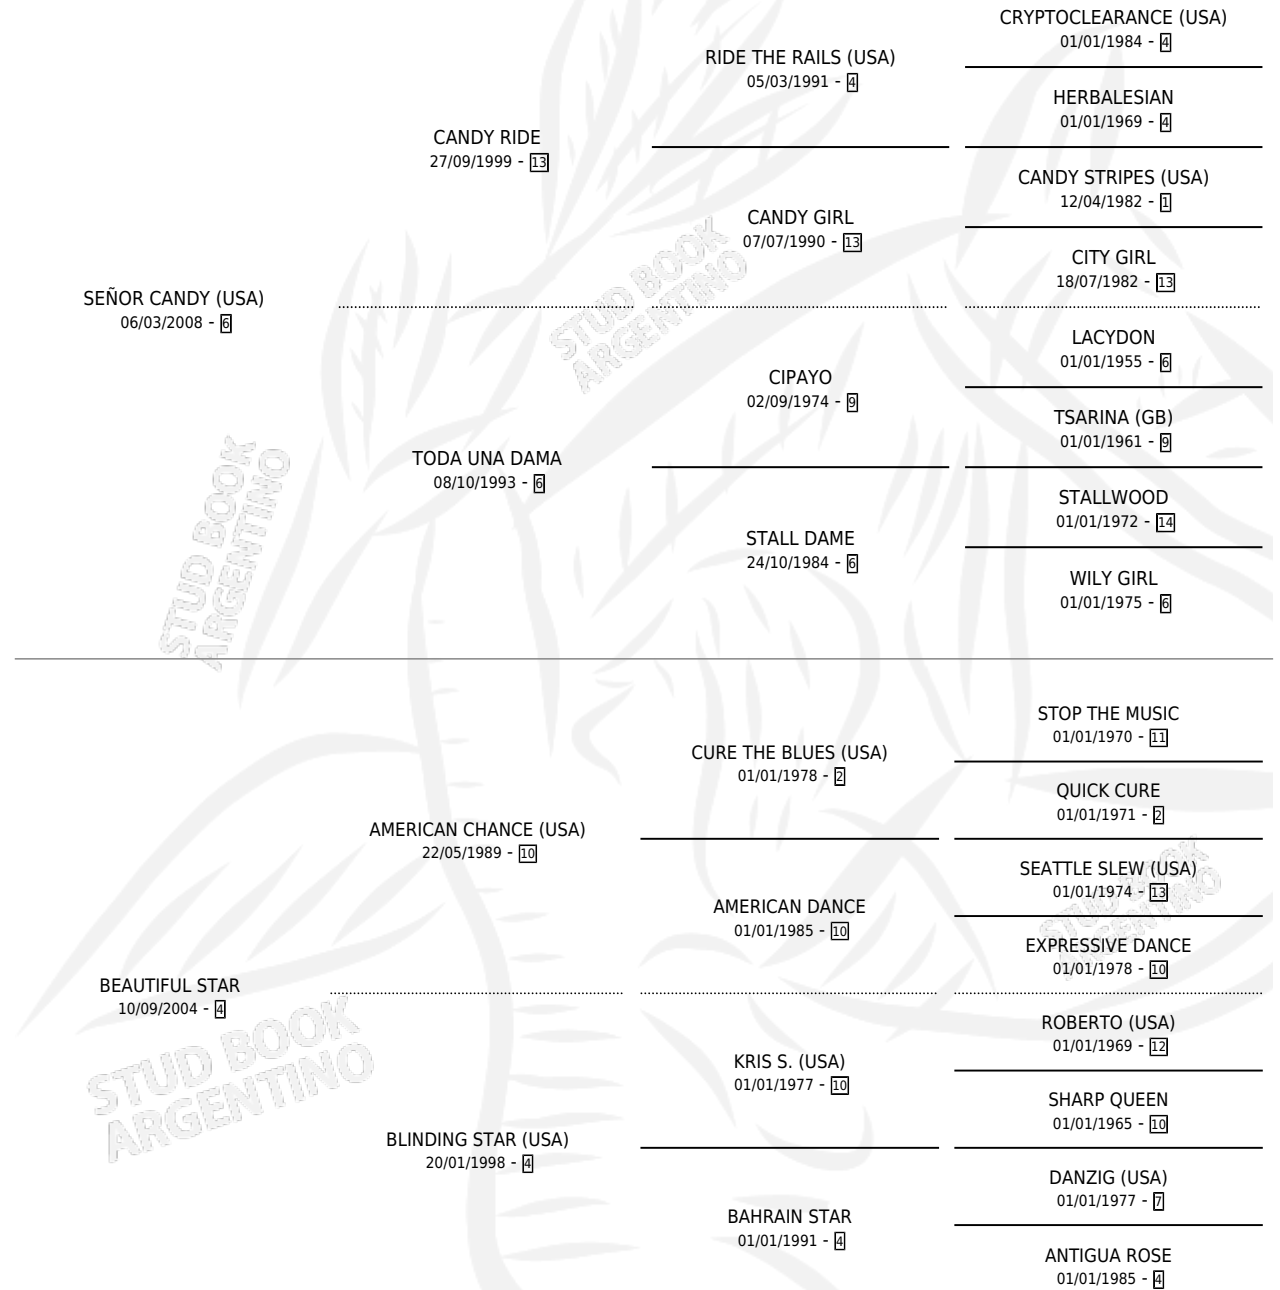 CRYPTOCLEARANCE (USA)
01/01/1984 - 4
RIDE THE RAILS (USA)
05/03/1991 - 4
HERBALESIAN
01/01/1969 - 4
CANDY RIDE
27/09/1999 - 13
CANDY STRIPES (USA)
12/04/1982 - 1
CANDY GIRL
07/07/1990 - 13
CITY GIRL
18/07/1982 - 13
SEÑOR CANDY (USA)
06/03/2008 - 6
LACYDON
01/01/1955 - 6
CIPAYO
02/09/1974 - 9
TSARINA (GB)
01/01/1961 - 9
TODA UNA DAMA
08/10/1993 - 6
STALLWOOD
01/01/1972 - 14
STALL DAME
24/10/1984 - 6
WILY GIRL
01/01/1975 - 6
STUD BOOK
ARGENTINO
STUD BOOK
ARGENTINO
STOP THE MUSIC
01/01/1970 - 11
CURE THE BLUES (USA)
01/01/1978 - 2
QUICK CURE
01/01/1971 - 2
AMERICAN CHANCE (USA)
22/05/1989 - 10
SEATTLE SLEW (USA)
01/01/1974 - 13
AMERICAN DANCE
01/01/1985 - 10
EXPRESSIVE DANCE
01/01/1978 - 10
BEAUTIFUL STAR
10/09/2004 - 4
ROBERTO (USA)
01/01/1969 - 12
KRIS S. (USA)
01/01/1977 - 10
SHARP QUEEN
01/01/1965 - 10
BLINDING STAR (USA)
20/01/1998 - 4
DANZIG (USA)
01/01/1977 - 7
BAHRAIN STAR
01/01/1991 - 4
ANTIGUA ROSE
01/01/1985 - 4
STUD BOOK
ARGENTINO
STUD BOOK
ARGENTINO